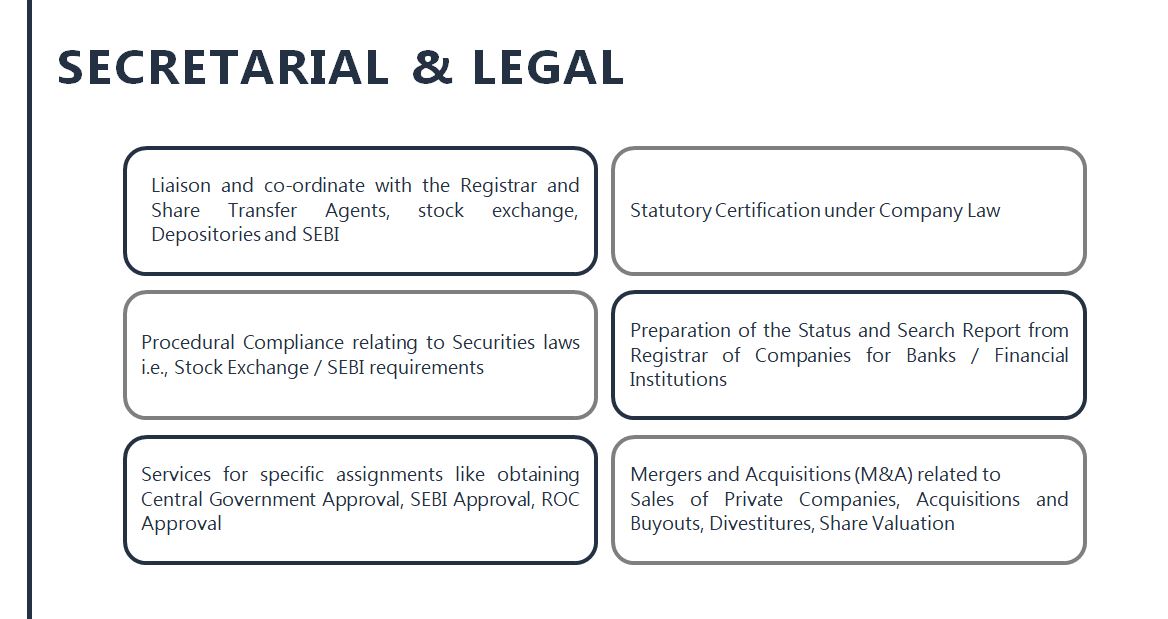 SECRETARIAL & LEGAL
Liaison and co-ordinate with the Registrar and
Share Transfer Agents, stock exchange,
Depositories and SEBI
Statutory Certification under Company Law
Procedural Compliance relating to Securities laws
i.e., Stock Exchange / SEBI requirements
Preparation of the Status and Search Report from
Registrar of Companies for Banks / Financial
Institutions
Services for specific assignments like obtaining
Central Government Approval, SEBI Approval, ROC
Approval
Mergers and Acquisitions (M&A) related to
Sales of Private Companies, Acquisitions and
Buyouts, Divestitures, Share Valuation